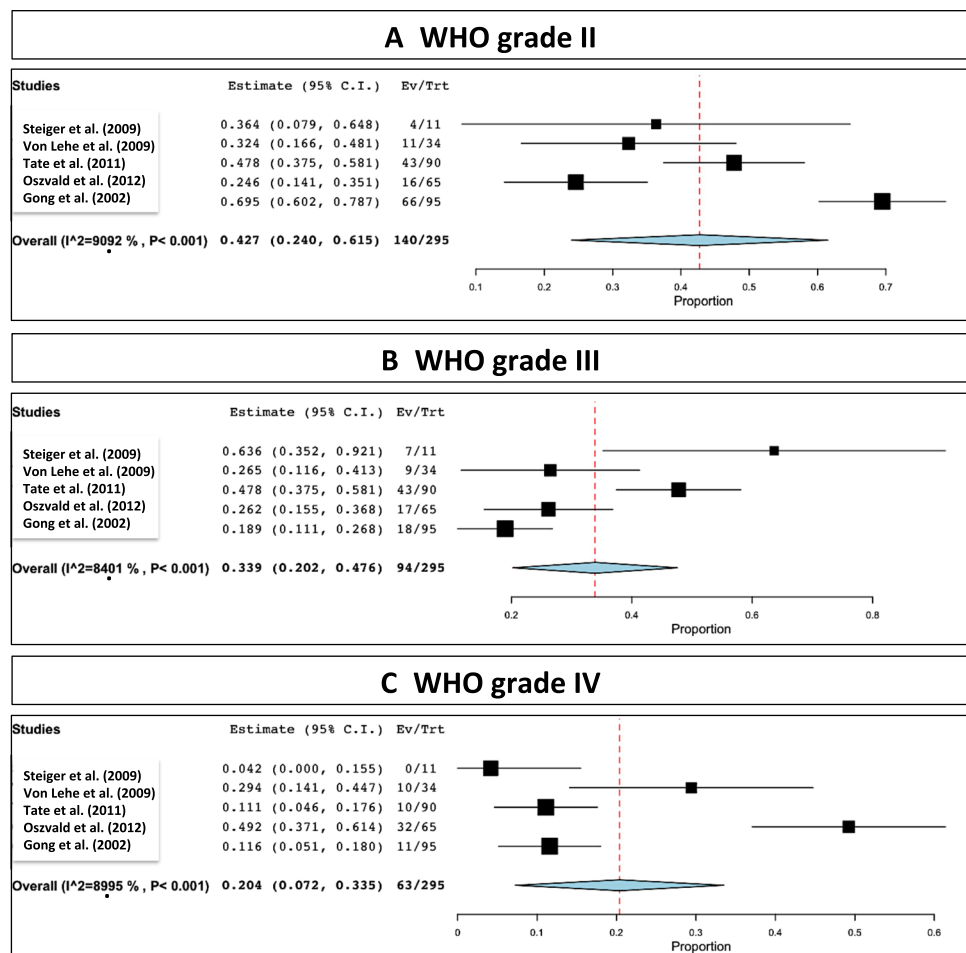 A WHO grade II
Studies Estimate (95% C.I.) Ev/Trt
Steiger et al. (2009) 0.364 (0.079, 0.648) 4/11
Von Lehe et al. (2009) 0.324 (0.166, 0.481) 11/34
Tate et al. (2011) 0.478 (0.375, 0.581) 43/90
Oszvald et al. (2012) 0.246 (0.141, 0.351) 16/65
Gong et al. (2002) 0.695 (0.602, 0.787) 66/95
Overall (I^2=9092 % , P< 0.001) 0.427 (0.240, 0.615) 140/295
0.1 0.2 0.3 0.4 0.5 0.6 0.7
Proportion
B WHO grade III
Studies Estimate (95% C.I.) Ev/Trt
Steiger et al. (2009) 0.636 (0.352, 0.921) 7/11
Von Lehe et al. (2009) 0.265 (0.116, 0.413) 9/34
Tate et al. (2011) 0.478 (0.375, 0.581) 43/90
Oszvald et al. (2012) 0.262 (0.155, 0.368) 17/65
Gong et al. (2002) 0.189 (0.111, 0.268) 18/95
Overall (I^2=8401 % , P< 0.001) 0.339 (0.202, 0.476) 94/295
0.2 0.4 0.6 0.8
Proportion
C WHO grade IV
Studies Estimate (95% C.I.) Ev/Trt
Steiger et al. (2009) 0.042 (0.000, 0.155) 0/11
Von Lehe et al. (2009) 0.294 (0.141, 0.447) 10/34
Tate et al. (2011) 0.111 (0.046, 0.176) 10/90
Oszvald et al. (2012) 0.492 (0.371, 0.614) 32/65
Gong et al. (2002) 0.116 (0.051, 0.180) 11/95
Overall (I^2=8995 % , P< 0.001) 0.204 (0.072, 0.335) 63/295
0 0.1 0.2 0.3 0.4 0.5 0.6
Proportion